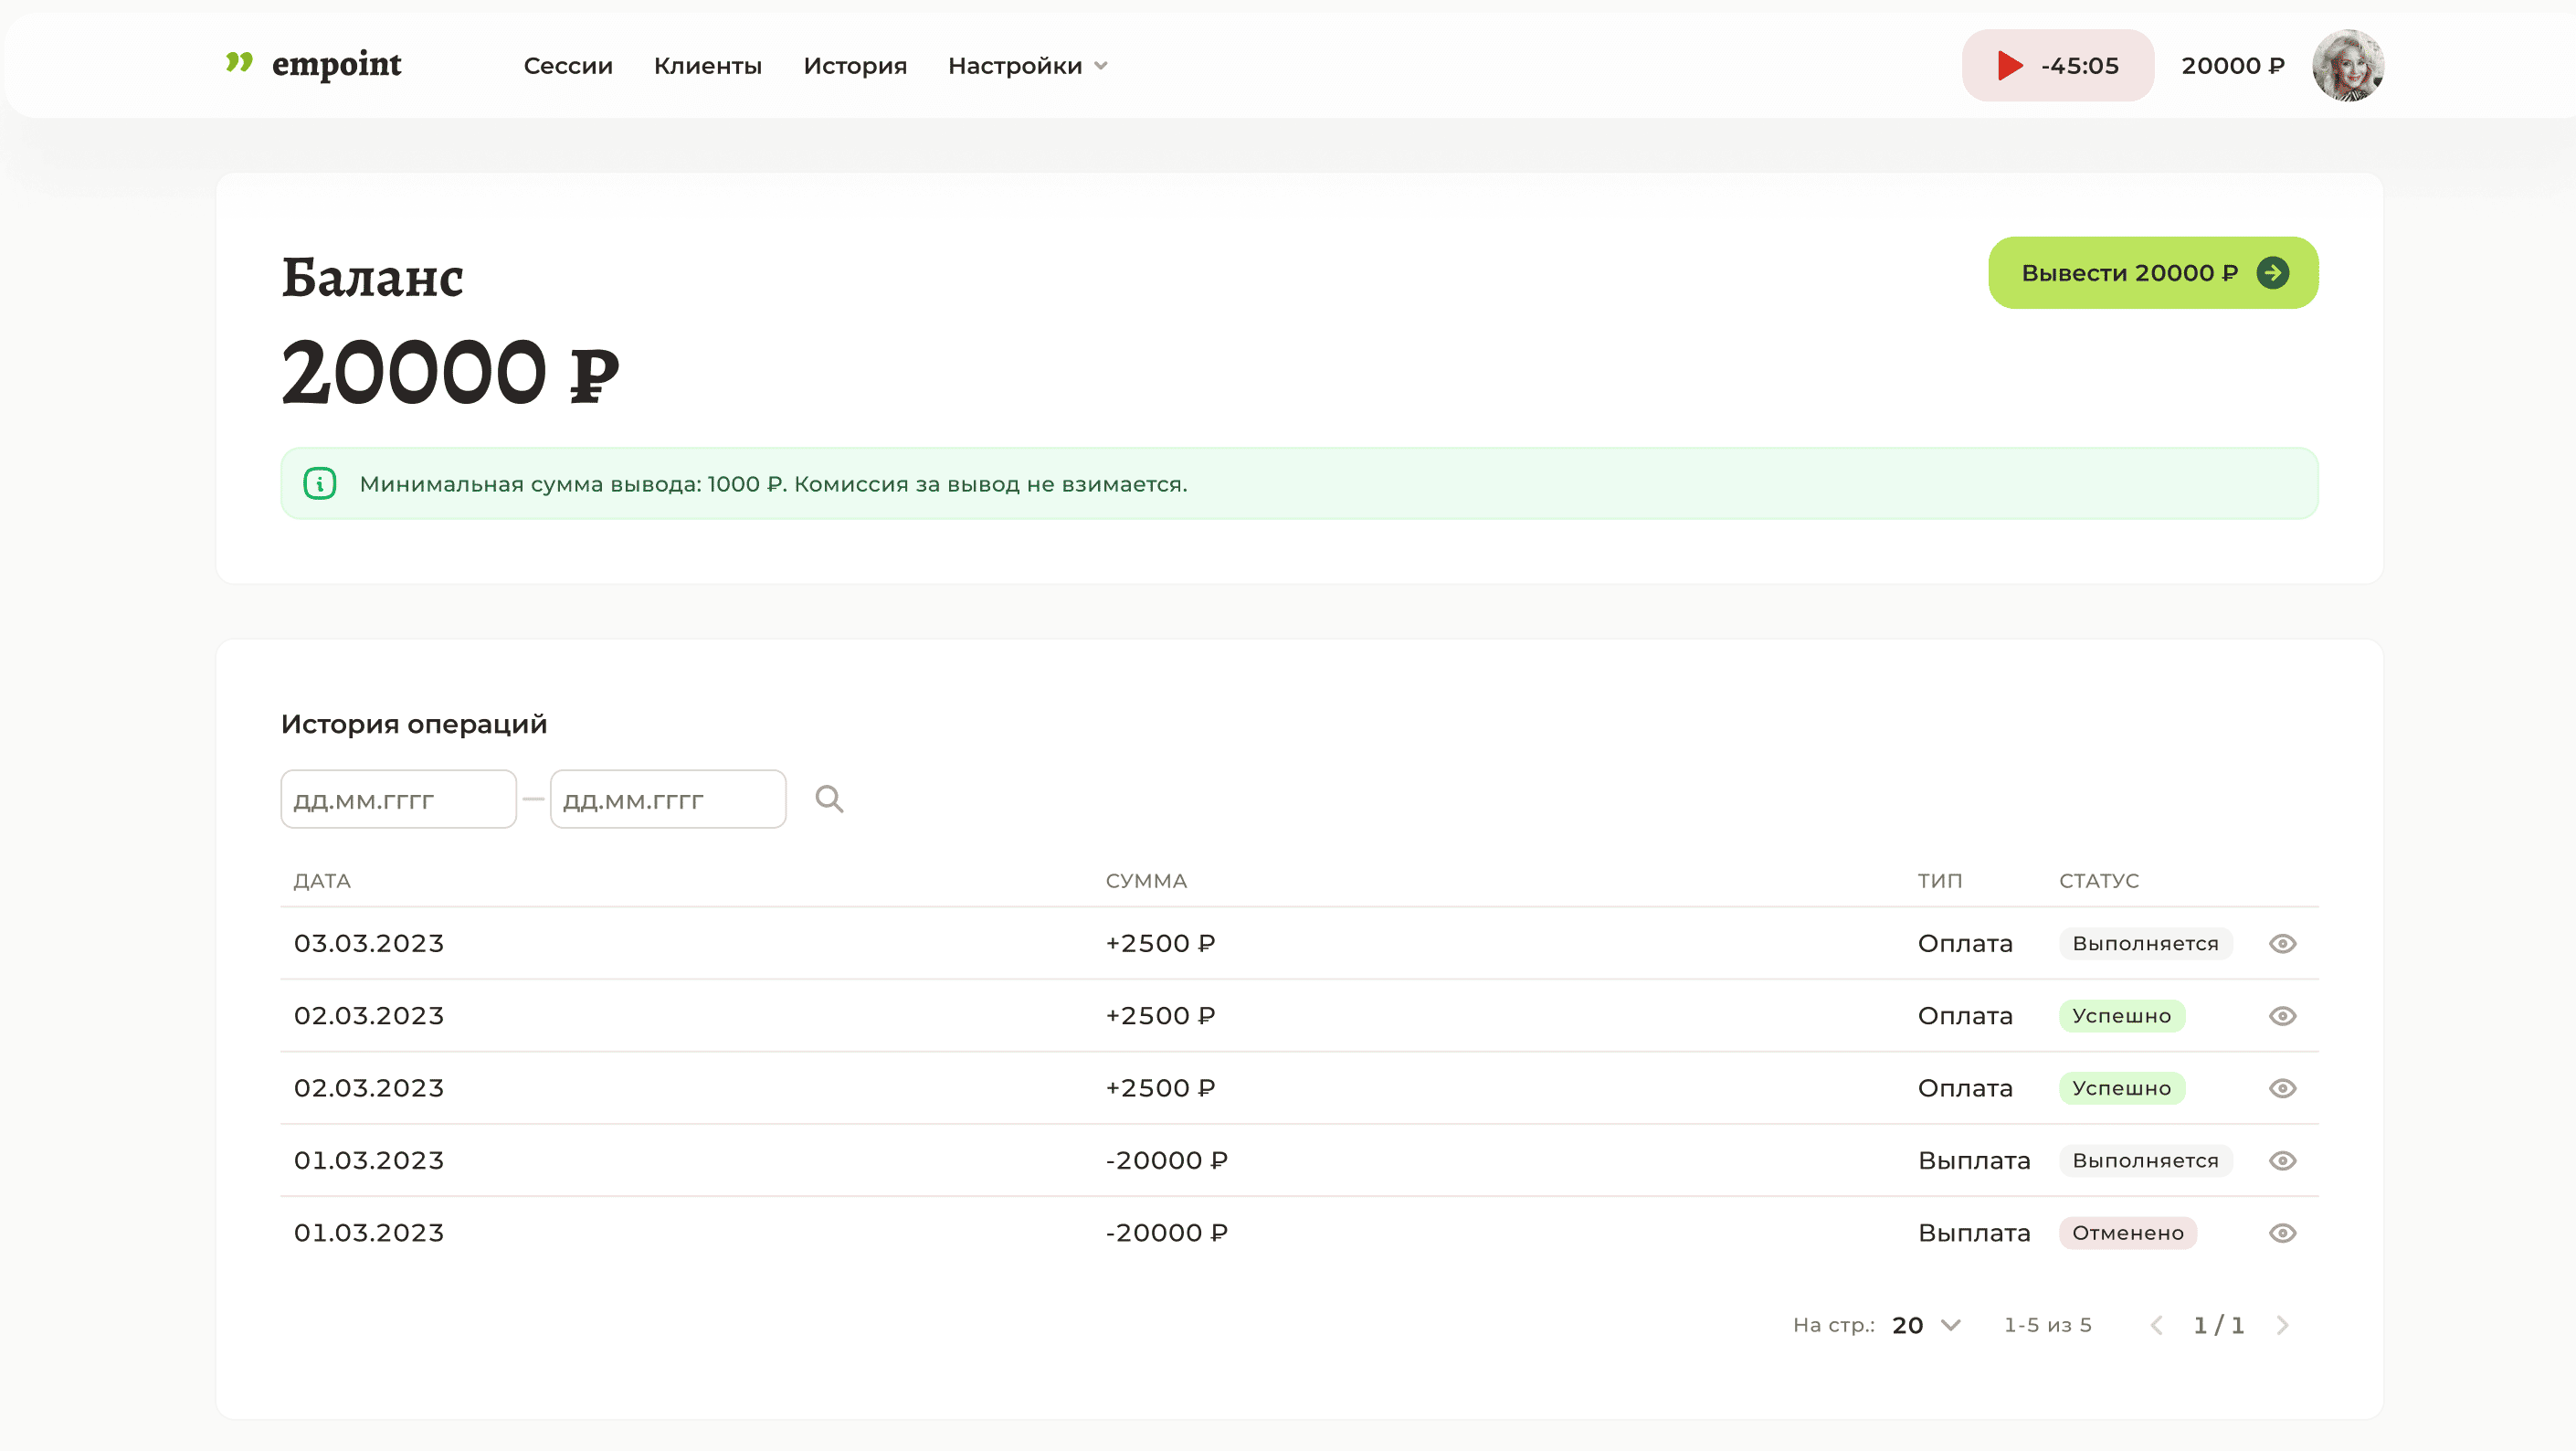 empoint Сессии Клиенты История Настройки -45:05 20000 ₽
Баланс
Вывести 20000 ₽
20000 ₽
Минимальная сумма вывода: 1000 ₽. Комиссия за вывод не взимается.
История операций
дд.мм.гггг — дд.мм.гггг
ДАТА СУММА ТИП СТАТУС
03.03.2023 +2500 ₽ Оплата Выполняется
02.03.2023 +2500 ₽ Оплата Успешно
02.03.2023 +2500 ₽ Оплата Успешно
01.03.2023 -20000 ₽ Выплата Выполняется
01.03.2023 -20000 ₽ Выплата Отменено
На стр.: 20 1-5 из 5 1 / 1